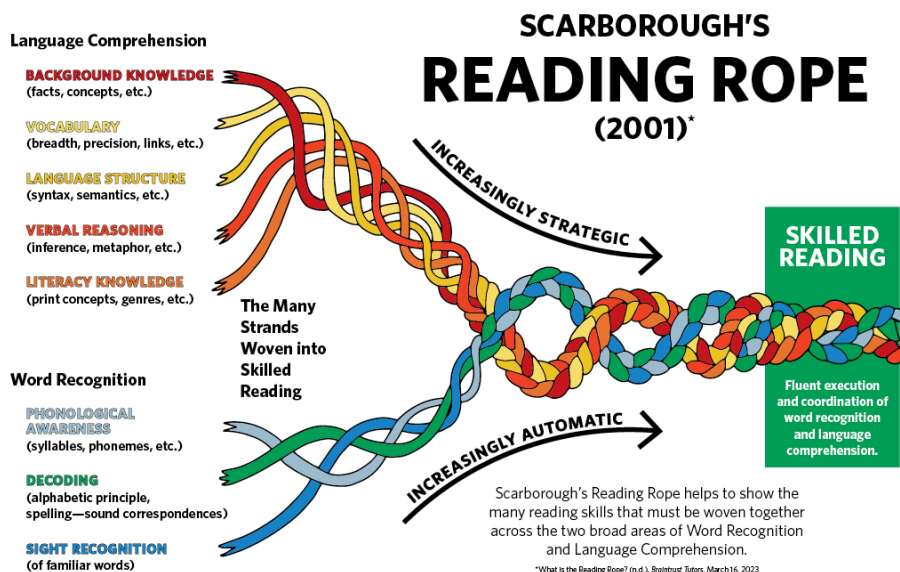 SCARBOROUGH'S
READING ROPE
(2001)*
Language Comprehension
BACKGROUND KNOWLEDGE
(facts, concepts, etc.)
VOCABULARY
(breadth, precision, links, etc.)
LANGUAGE STRUCTURE
(syntax, semantics, etc.)
VERBAL REASONING
(inference, metaphor, etc.)
LITERACY KNOWLEDGE
(print concepts, genres, etc.)
The Many
Strands
Woven into
Skilled
Reading
Word Recognition
PHONOLOGICAL
AWARENESS
(syllables, phonemes, etc.)
DECODING
(alphabetic principle,
spelling—sound correspondences)
SIGHT RECOGNITION
(of familiar words)
INCREASINGLY STRATEGIC
INCREASINGLY AUTOMATIC
SKILLED
READING
Fluent execution
and coordination of
word recognition
and language
comprehension.
Scarborough's Reading Rope helps to show the
many reading skills that must be woven together
across the two broad areas of Word Recognition
and Language Comprehension.
*What is the Reading Rope? (n.d.). Braintrust Tutors. March 16, 2023